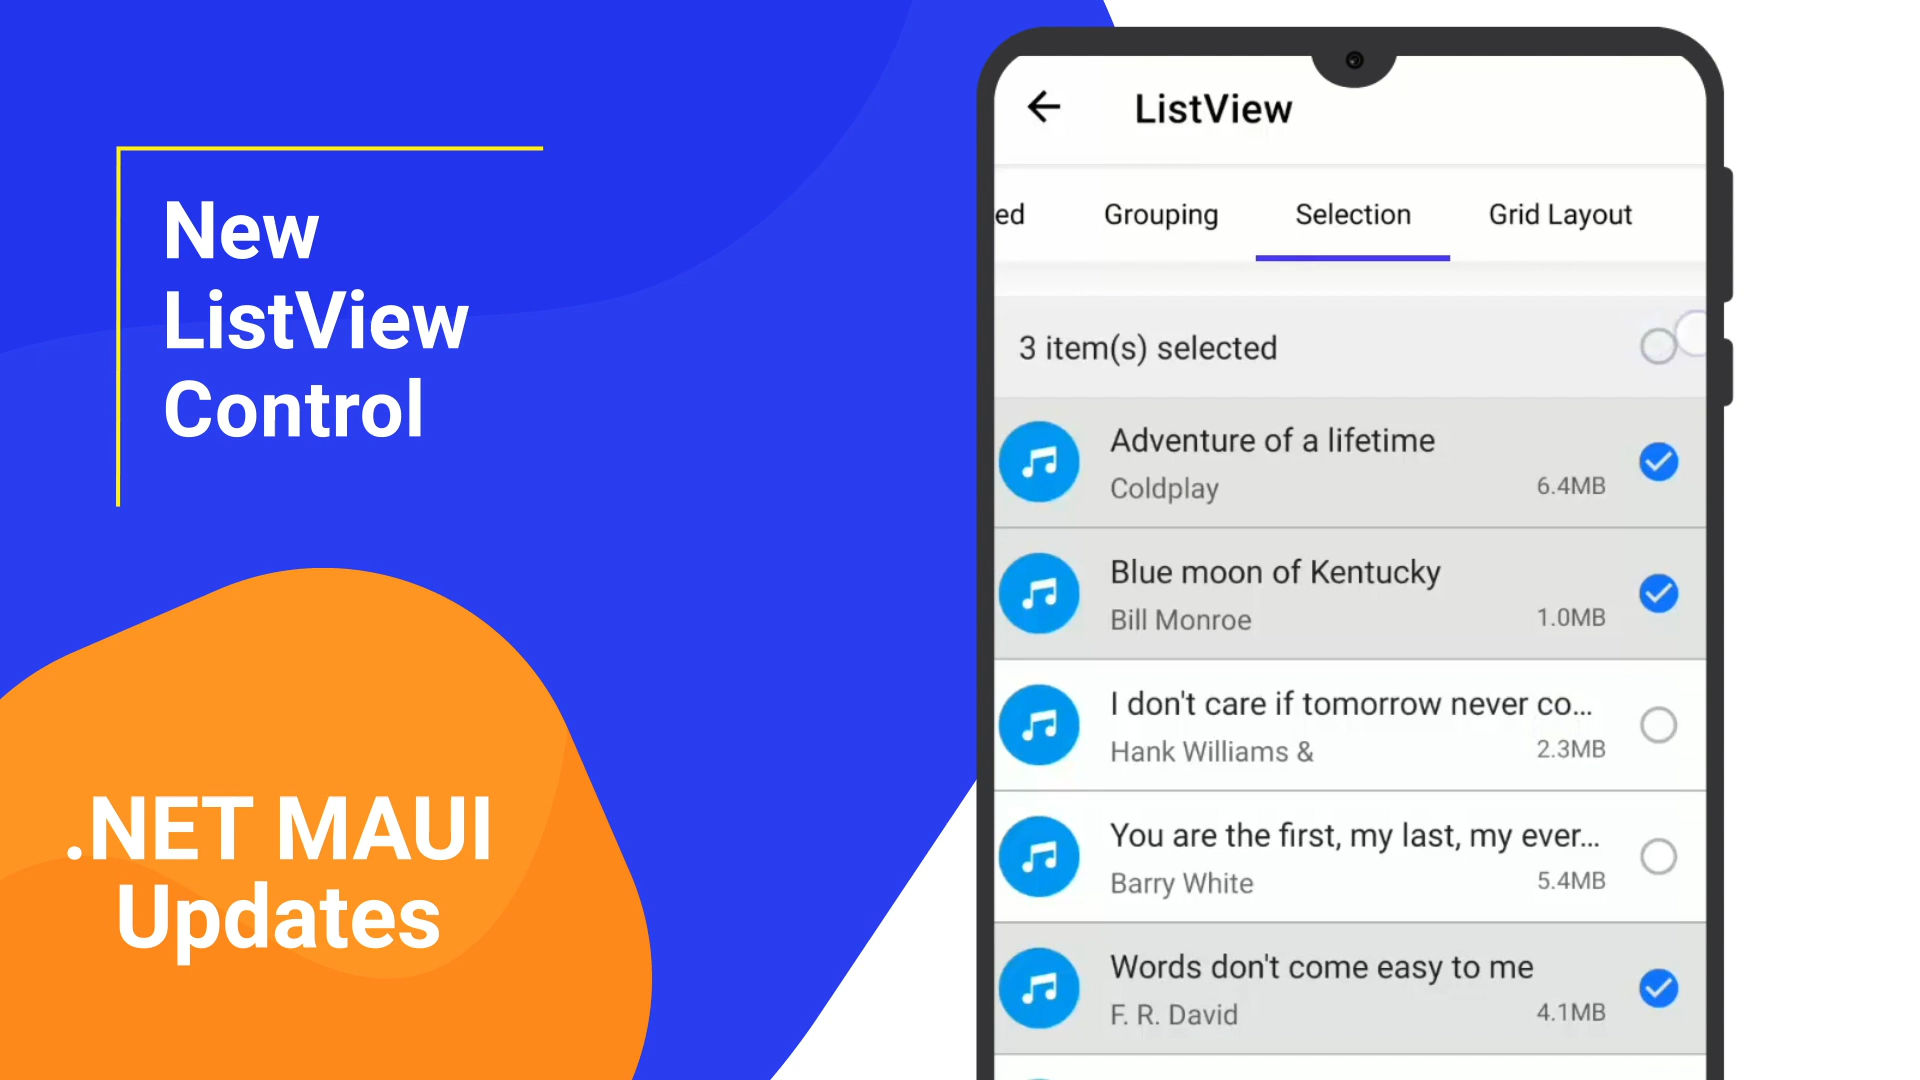 New
ListView
Control
.NET MAUI
Updates
ListView
ed Grouping Selection Grid Layout
3 item(s) selected
Adventure of a lifetime
Coldplay 6.4MB
Blue moon of Kentucky
Bill Monroe 1.0MB
I don't care if tomorrow never co...
Hank Williams & 2.3MB
You are the first, my last, my ever...
Barry White 5.4MB
Words don't come easy to me
F. R. David 4.1MB